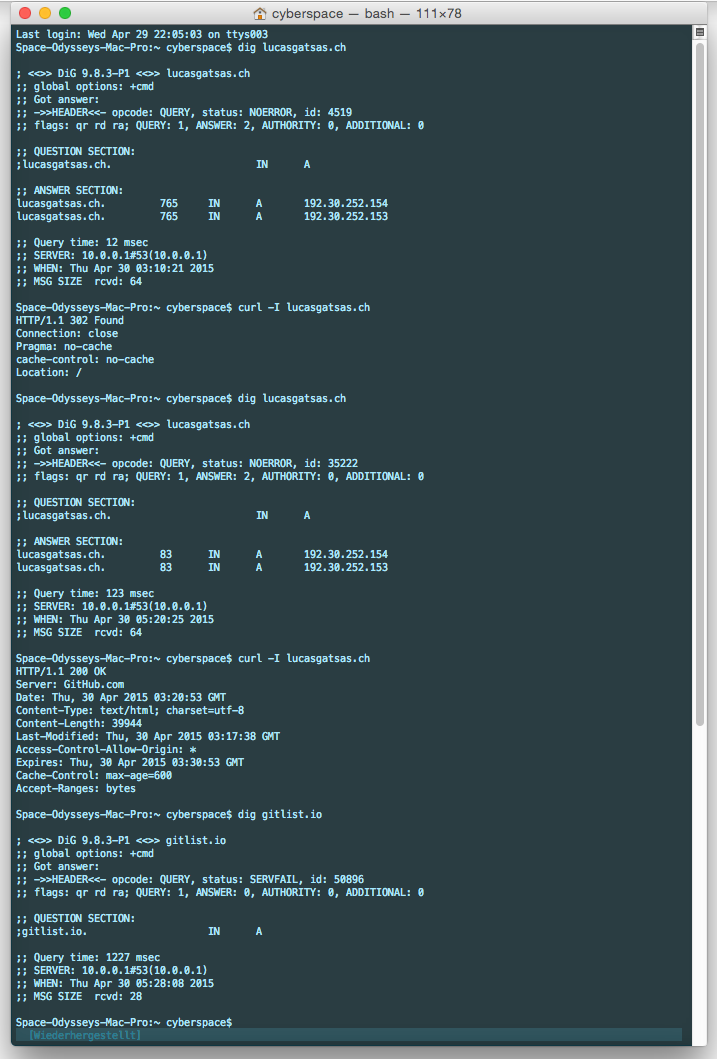 cyberspace — bash — 111×78
Last login: Wed Apr 29 22:05:03 on ttys003
Space-Odysseys-Mac-Pro:~ cyberspace$ dig lucasgatsas.ch
; <<>> DiG 9.8.3-P1 <<>> lucasgatsas.ch
;; global options: +cmd
;; Got answer:
;; ->>HEADER<<- opcode: QUERY, status: NOERROR, id: 4519
;; flags: qr rd ra; QUERY: 1, ANSWER: 2, AUTHORITY: 0, ADDITIONAL: 0
;; QUESTION SECTION:
;lucasgatsas.ch. IN A
;; ANSWER SECTION:
lucasgatsas.ch. 765 IN A 192.30.252.154
lucasgatsas.ch. 765 IN A 192.30.252.153
;; Query time: 12 msec
;; SERVER: 10.0.0.1#53(10.0.0.1)
;; WHEN: Thu Apr 30 03:10:21 2015
;; MSG SIZE rcvd: 64
Space-Odysseys-Mac-Pro:~ cyberspace$ curl -I lucasgatsas.ch
HTTP/1.1 302 Found
Connection: close
Pragma: no-cache
cache-control: no-cache
Location: /
Space-Odysseys-Mac-Pro:~ cyberspace$ dig lucasgatsas.ch
; <<>> DiG 9.8.3-P1 <<>> lucasgatsas.ch
;; global options: +cmd
;; Got answer:
;; ->>HEADER<<- opcode: QUERY, status: NOERROR, id: 35222
;; flags: qr rd ra; QUERY: 1, ANSWER: 2, AUTHORITY: 0, ADDITIONAL: 0
;; QUESTION SECTION:
;lucasgatsas.ch. IN A
;; ANSWER SECTION:
lucasgatsas.ch. 83 IN A 192.30.252.154
lucasgatsas.ch. 83 IN A 192.30.252.153
;; Query time: 123 msec
;; SERVER: 10.0.0.1#53(10.0.0.1)
;; WHEN: Thu Apr 30 05:20:25 2015
;; MSG SIZE rcvd: 64
Space-Odysseys-Mac-Pro:~ cyberspace$ curl -I lucasgatsas.ch
HTTP/1.1 200 OK
Server: GitHub.com
Date: Thu, 30 Apr 2015 03:20:53 GMT
Content-Type: text/html; charset=utf-8
Content-Length: 39944
Last-Modified: Thu, 30 Apr 2015 03:17:38 GMT
Access-Control-Allow-Origin: *
Expires: Thu, 30 Apr 2015 03:30:53 GMT
Cache-Control: max-age=600
Accept-Ranges: bytes
Space-Odysseys-Mac-Pro:~ cyberspace$ dig gitlist.io
; <<>> DiG 9.8.3-P1 <<>> gitlist.io
;; global options: +cmd
;; Got answer:
;; ->>HEADER<<- opcode: QUERY, status: SERVFAIL, id: 50896
;; flags: qr rd ra; QUERY: 1, ANSWER: 0, AUTHORITY: 0, ADDITIONAL: 0
;; QUESTION SECTION:
;gitlist.io. IN A
;; Query time: 1227 msec
;; SERVER: 10.0.0.1#53(10.0.0.1)
;; WHEN: Thu Apr 30 05:28:08 2015
;; MSG SIZE rcvd: 28
Space-Odysseys-Mac-Pro:~ cyberspace$
[Wiederhergestellt]